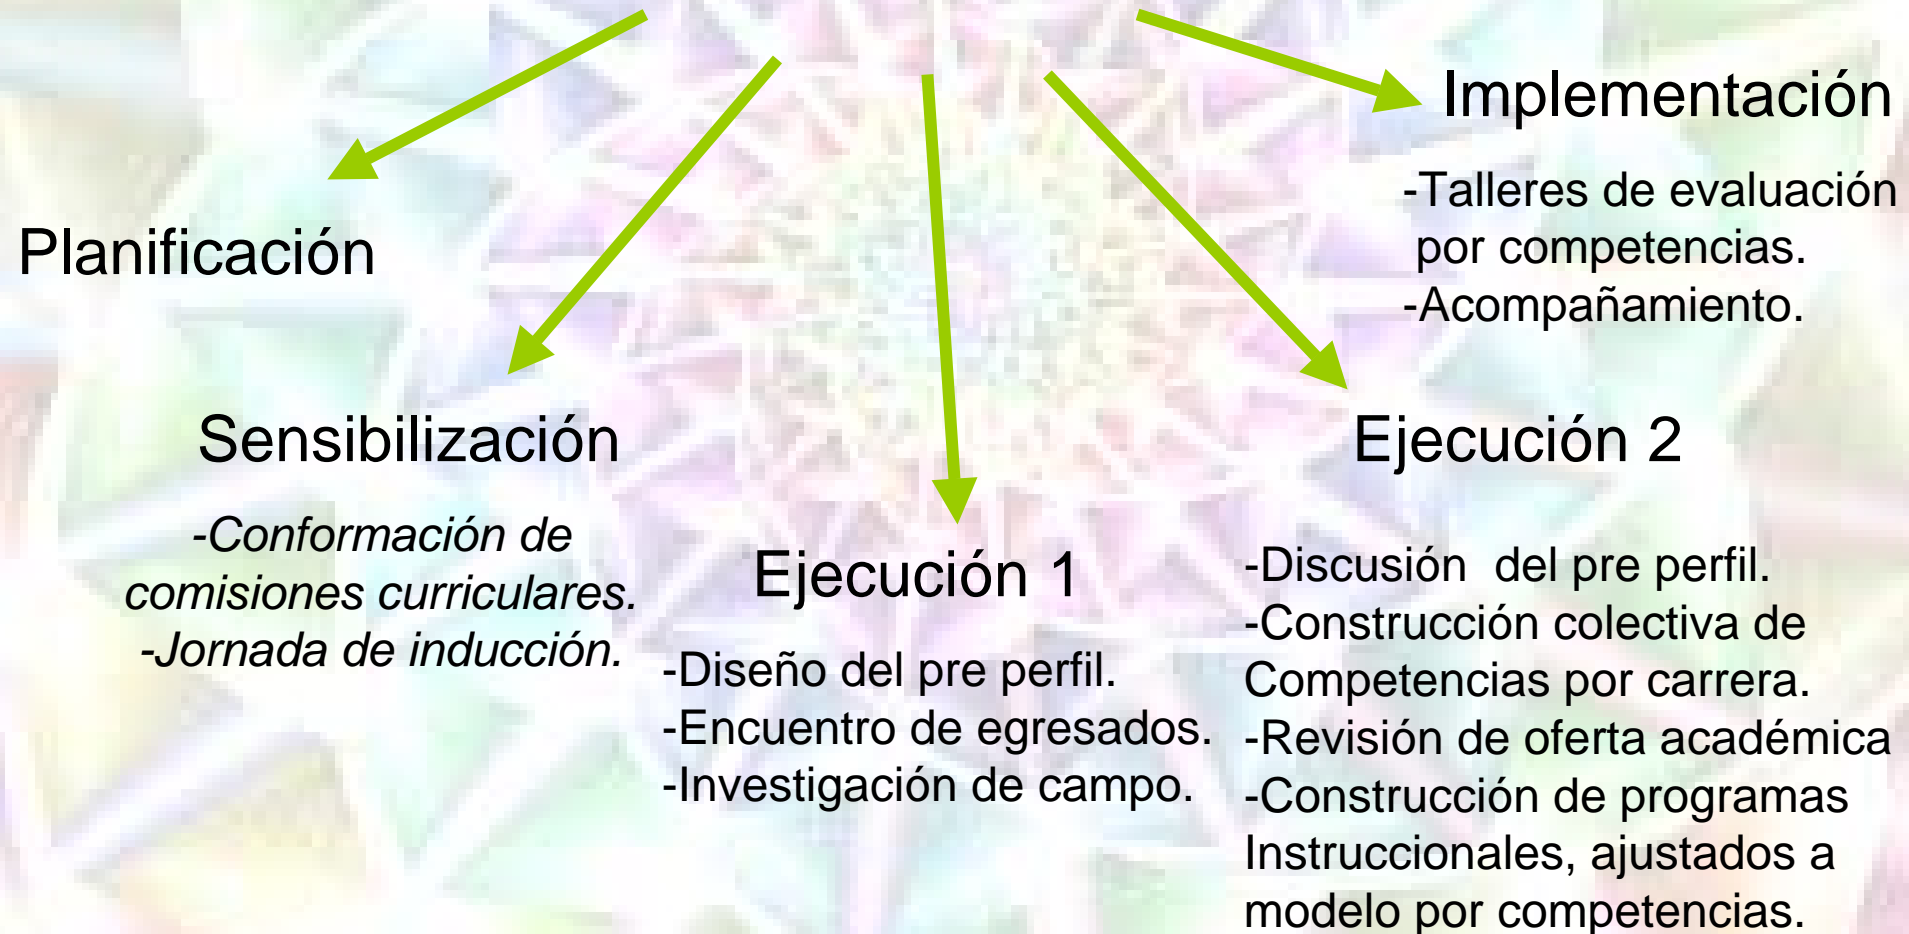 Planificación
Sensibilización
-Conformación de
comisiones curriculares.
-Jornada de inducción.
Ejecución 1
-Diseño del pre perfil.
-Encuentro de egresados.
-Investigación de campo.
Ejecución 2
-Discusión  del pre perfil.
-Construcción colectiva de
Competencias por carrera.
-Revisión de oferta académica
-Construcción de programas
Instruccionales, ajustados a
modelo por competencias.
Implementación
-Talleres de evaluación
por competencias.
-Acompañamiento.